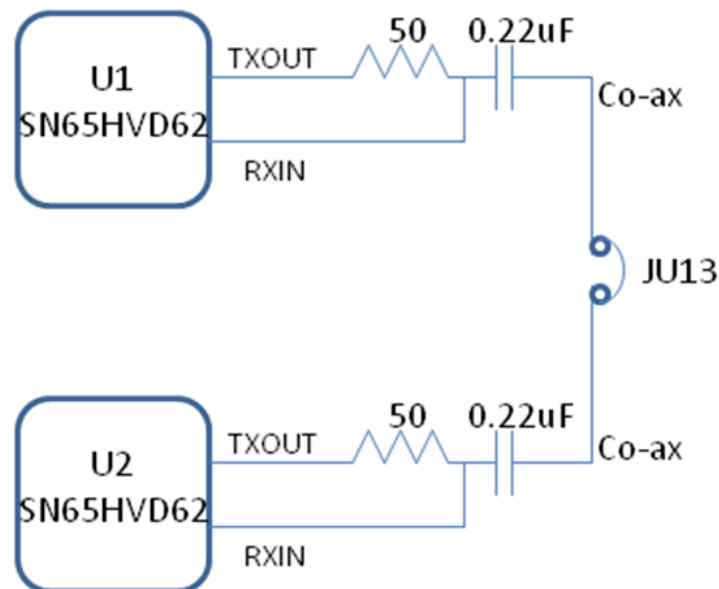 50 0.22uF
TXOUT
U1
Co-ax
SN65HVD62
RXIN
JU13
50 0.22uF
TXOUT
Co-ax
U2
SN65HVD62
RXIN